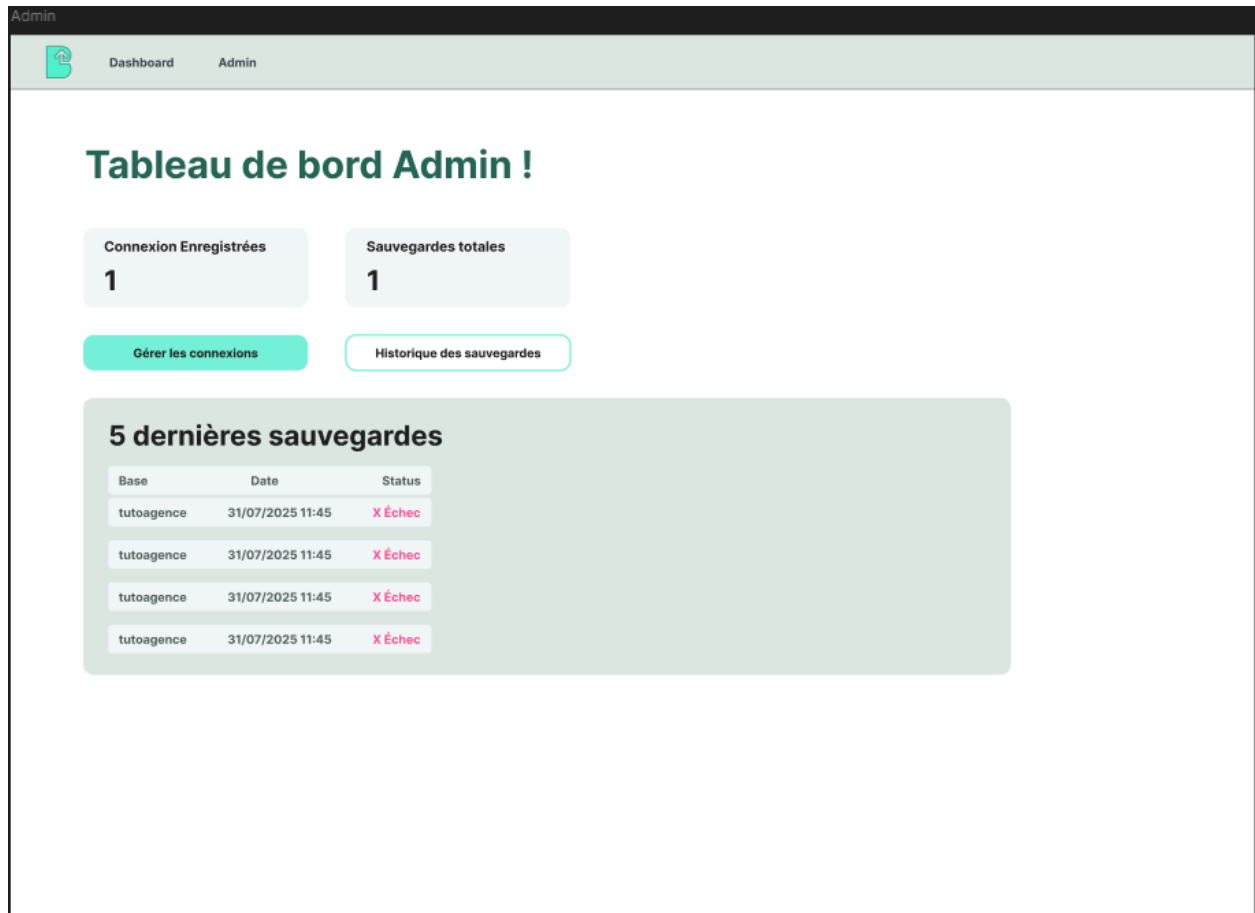 Admin
Dashboard Admin
Tableau de bord Admin !
Connexion Enregistrées Sauvegardes totales
1 1
Gérer les connexions Historique des sauvegardes
5 dernières sauvegardes
Base Date Status
tutoagence 31/07/2025 11:45 X Échec
tutoagence 31/07/2025 11:45 X Échec
tutoagence 31/07/2025 11:45 X Échec
tutoagence 31/07/2025 11:45 X Échec